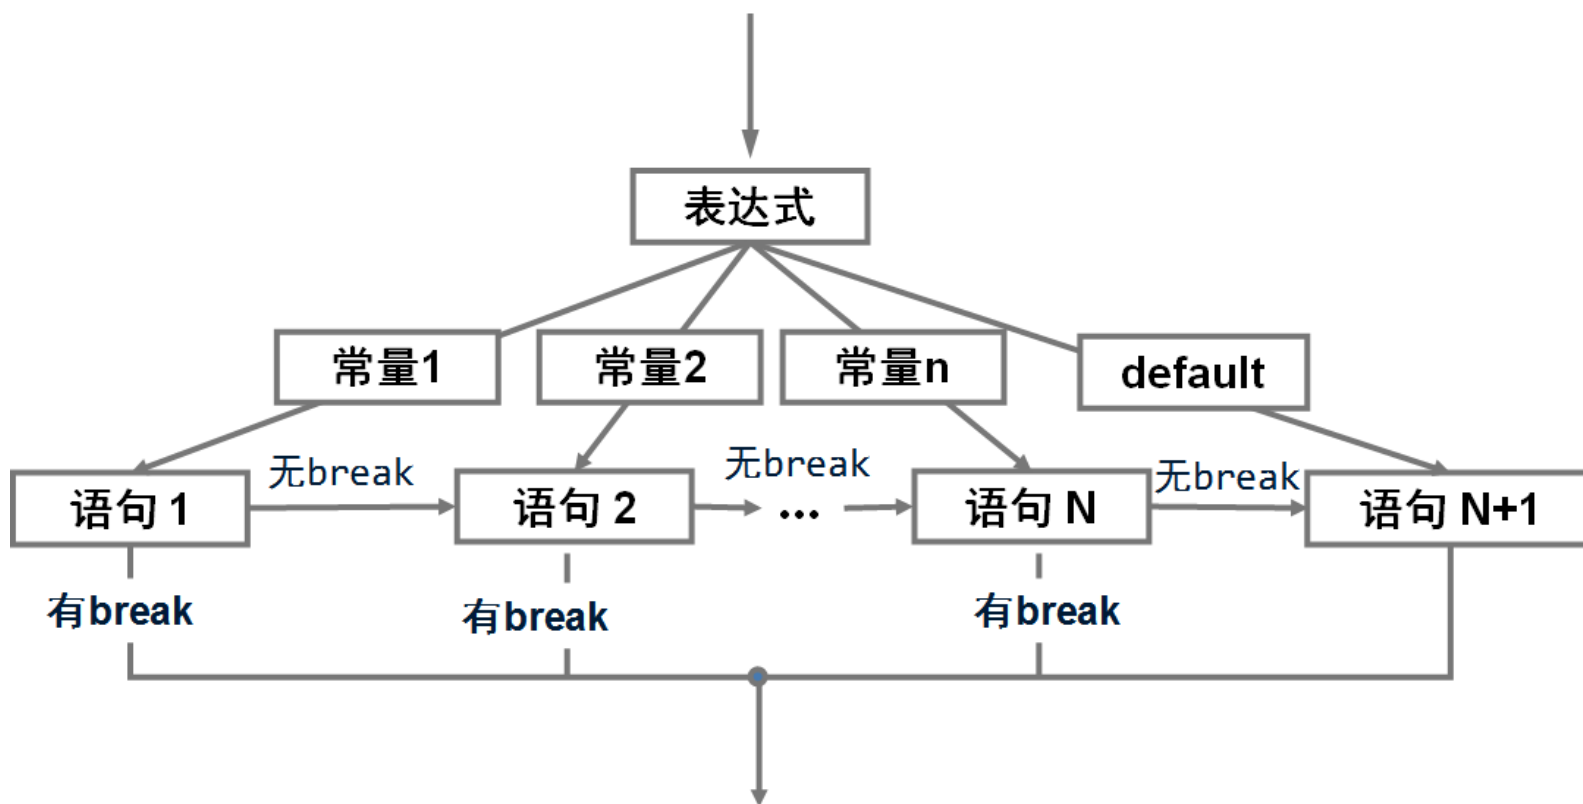 表达式
常量1
常量2
常量n
default
无break
无break
无break
语句 1
语句 2
...
语句 N
语句 N+1
有break
有break
有break